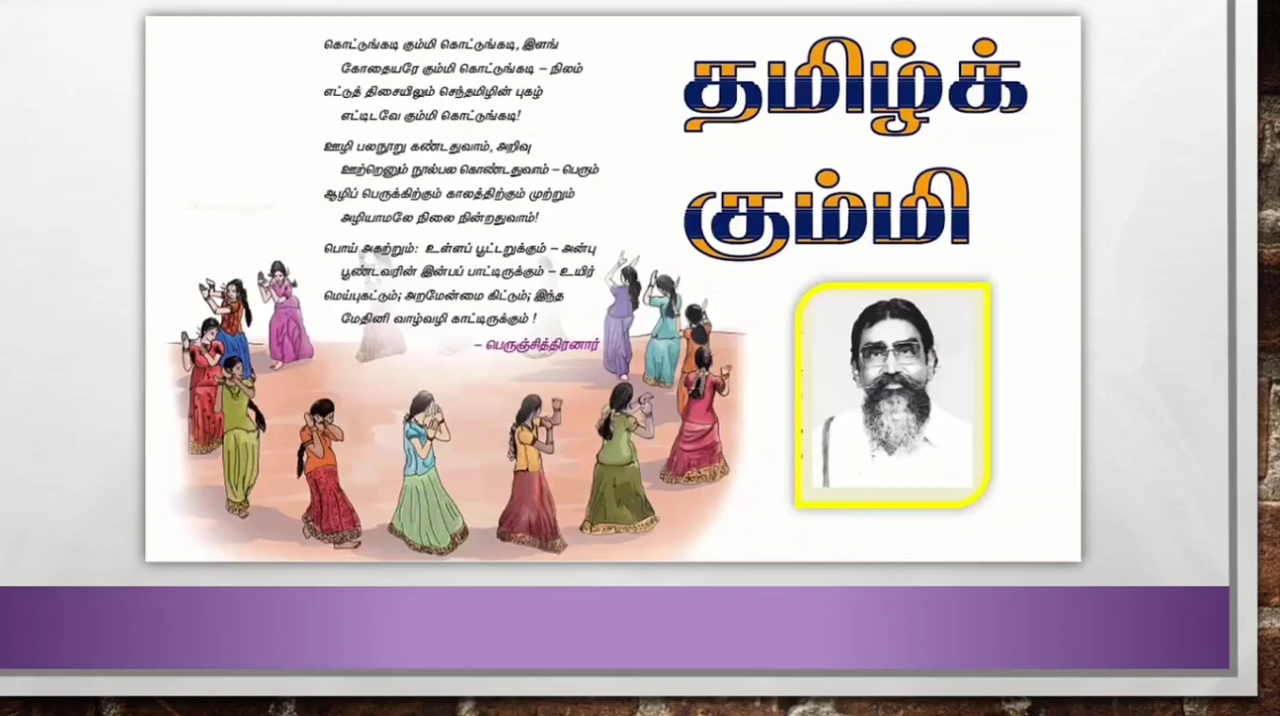 கொட்டுங்கடி கும்மி கொட்டுங்கடி, இளங்
கோதையரே கும்மி கொட்டுங்கடி – நிலம்
எட்டுத் திசையிலும் செந்தமிழின் புகழ்
எட்டிடவே கும்மி கொட்டுங்கடி!
ஊழி பலநூறு கண்டதுவாம், அறிவு
ஊற்றெனும் நூல்பல கொண்டதுவாம் – பெரும்
ஆழிப் பெருக்கிற்கும் காலத்திற்கும் முற்றும்
அழியாமலே நிலை நின்றதுவாம்!
பொய் அகற்றும்: உள்ளப் பூட்டறுக்கும் – அன்பு
பூண்டவரின் இன்பப் பாட்டிருக்கும் – உயிர்
மெய்புகட்டும்; அறமேன்மை கிட்டும்; இந்த
மேதினி வாழ்வழி காட்டிருக்கும் !
– பெருஞ்சித்திரனார்
தமிழ்க்
கும்மி